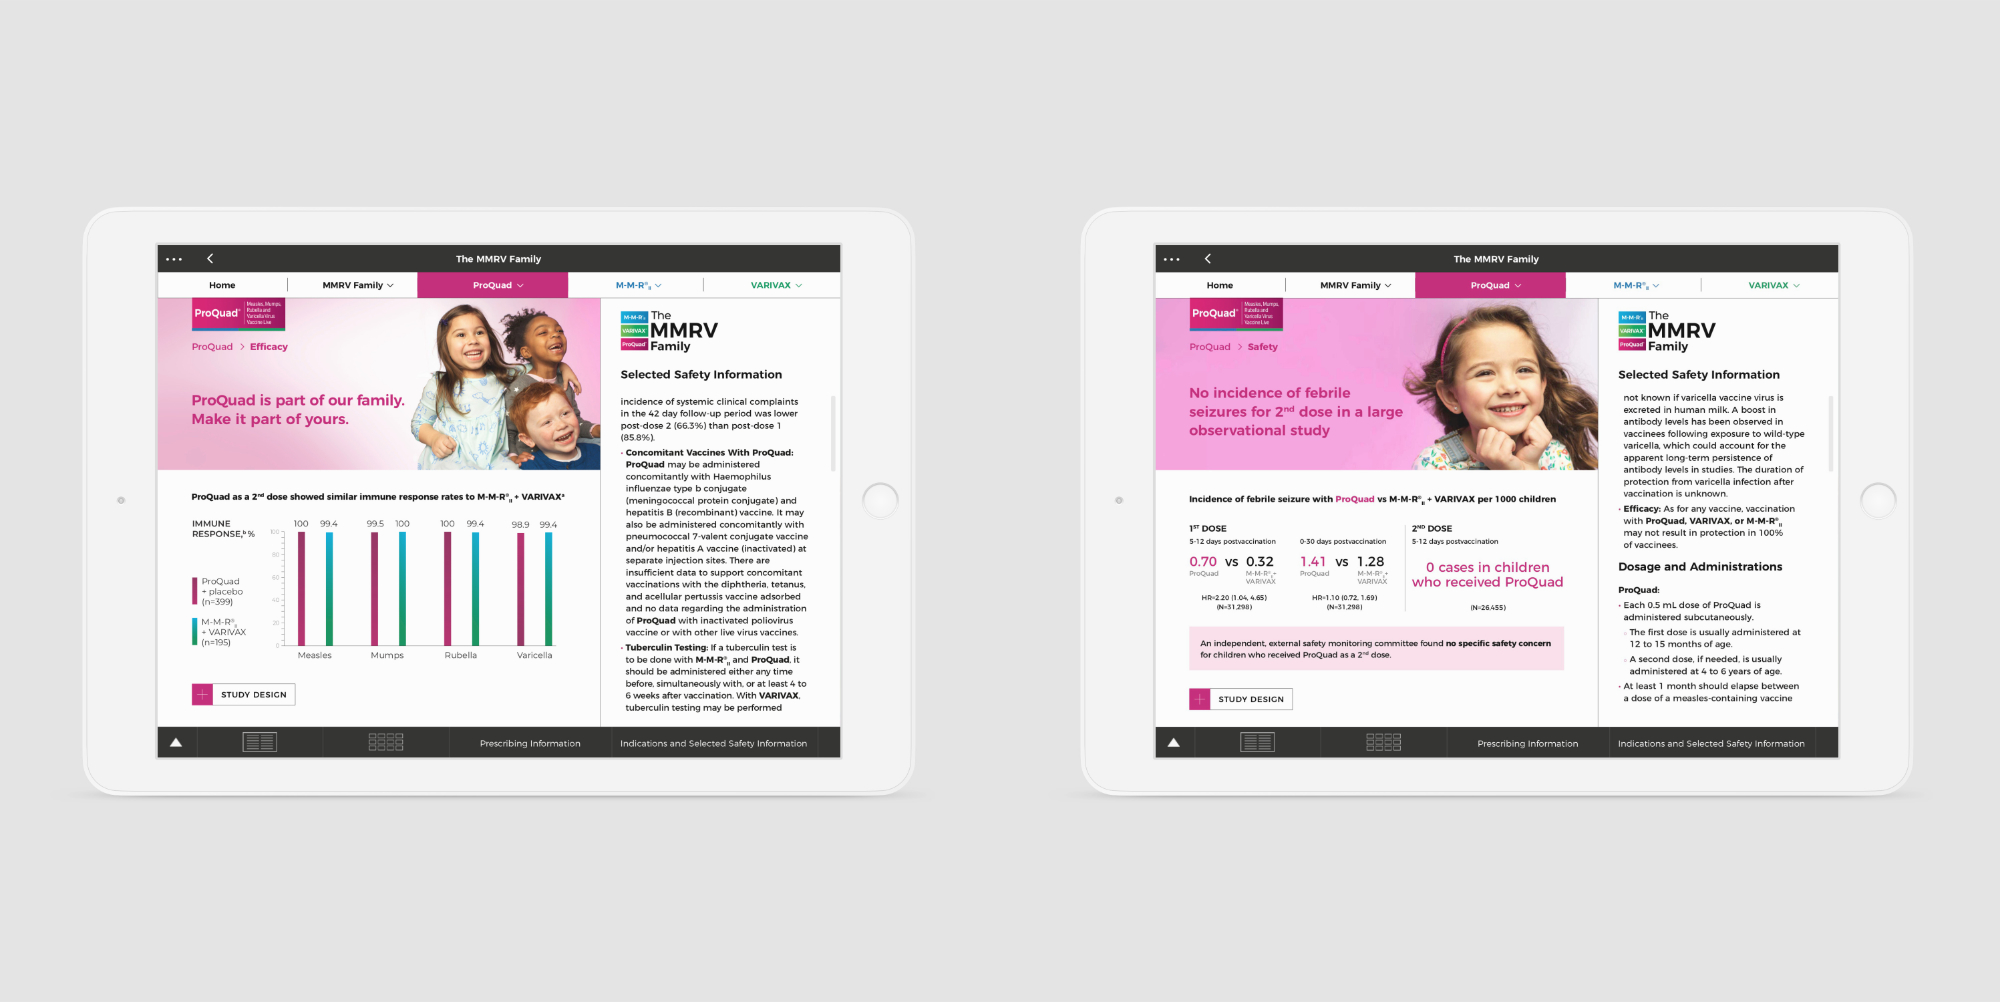 The MMRV Family
Home
MMRV Family
ProQuad
M-M-R®II
VARIVAX
ProQuad®
Measles, Mumps,
Rubella and
Varicella Virus
Vaccine Live
ProQuad > Efficacy
ProQuad is part of our family.
Make it part of yours.
ProQuad as a 2nd dose showed similar immune response rates to M-M-R®II + VARIVAXa
IMMUNE
RESPONSE,b %
100 99.4
99.5 100
100 99.4
98.9 99.4
100
80
60
40
20
0
ProQuad
+ placebo
(n=399)
M-M-R®II
+ VARIVAX
(n=195)
Measles
Mumps
Rubella
Varicella
STUDY DESIGN
M-M-R®II
VARIVAX®
ProQuad®
The
MMRV
Family
Selected Safety Information
incidence of systemic clinical complaints
in the 42 day follow-up period was lower
post-dose 2 (66.3%) than post-dose 1
(85.8%).
• Concomitant Vaccines With ProQuad:
ProQuad may be administered
concomitantly with Haemophilus
influenzae type b conjugate
(meningococcal protein conjugate) and
hepatitis B (recombinant) vaccine. It may
also be administered concomitantly with
pneumococcal 7-valent conjugate vaccine
and/or hepatitis A vaccine (inactivated) at
separate injection sites. There are
insufficient data to support concomitant
vaccinations with the diphtheria, tetanus,
and acellular pertussis vaccine adsorbed
and no data regarding the administration
of ProQuad with inactivated poliovirus
vaccine or with other live virus vaccines.
• Tuberculin Testing: If a tuberculin test is
to be done with M-M-R®II and ProQuad, it
should be administered either any time
before, simultaneously with, or at least 4 to
6 weeks after vaccination. With VARIVAX,
tuberculin testing may be performed
Prescribing Information
Indications and Selected Safety Information
The MMRV Family
Home
MMRV Family
ProQuad
M-M-R®II
VARIVAX
ProQuad®
Measles, Mumps,
Rubella and
Varicella Virus
Vaccine Live
ProQuad > Safety
No incidence of febrile
seizures for 2nd dose in a large
observational study
Incidence of febrile seizure with ProQuad vs M-M-R®II + VARIVAX per 1000 children
1ST DOSE
5-12 days postvaccination
0.70 vs 0.32
ProQuad
M-M-R®II+
VARIVAX
HR=2.20 (1.04, 4.65)
(N=31,298)
0-30 days postvaccination
1.41 vs 1.28
ProQuad
M-M-R®II+
VARIVAX
HR=1.10 (0.72, 1.69)
(N=31,298)
2ND DOSE
5-12 days postvaccination
0 cases in children
who received ProQuad
(N=26,455)
An independent, external safety monitoring committee found no specific safety concern
for children who received ProQuad as a 2nd dose.
STUDY DESIGN
M-M-R®II
VARIVAX®
ProQuad®
The
MMRV
Family
Selected Safety Information
not known if varicella vaccine virus is
excreted in human milk. A boost in
antibody levels has been observed in
vaccinees following exposure to wild-type
varicella, which could account for the
apparent long-term persistence of
antibody levels in studies. The duration of
protection from varicella infection after
vaccination is unknown.
• Efficacy: As for any vaccine, vaccination
with ProQuad, VARIVAX, or M-M-R®II
may not result in protection in 100%
of vaccinees.
Dosage and Administrations
ProQuad:
• Each 0.5 mL dose of ProQuad is
administered subcutaneously.
○ The first dose is usually administered at
12 to 15 months of age.
○ A second dose, if needed, is usually
administered at 4 to 6 years of age.
• At least 1 month should elapse between
a dose of a measles-containing vaccine
Prescribing Information
Indications and Selected Safety Information